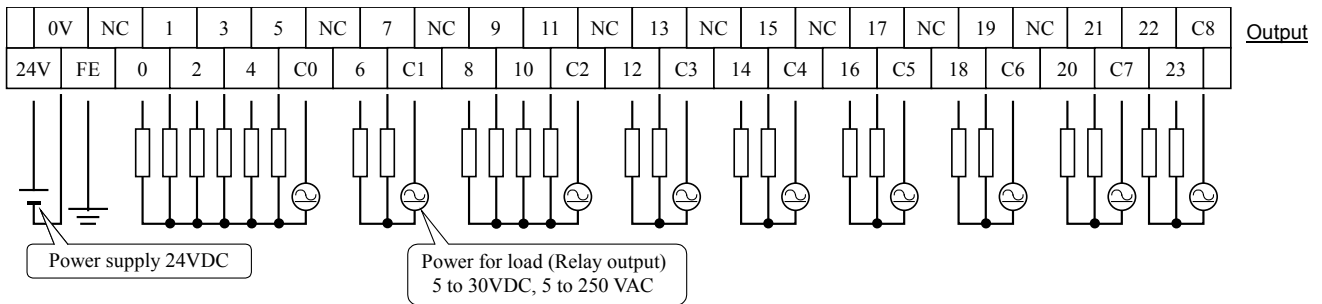 0V NC 1 3 5 NC 7 NC 9 11 NC 13 NC 15 NC 17 NC 19 NC 21 22 C8 Output
24V FE 0 2 4 C0 6 C1 8 10 C2 12 C3 14 C4 16 C5 18 C6 20 C7 23
Power supply 24VDC
Power for load (Relay output)
5 to 30VDC, 5 to 250 VAC